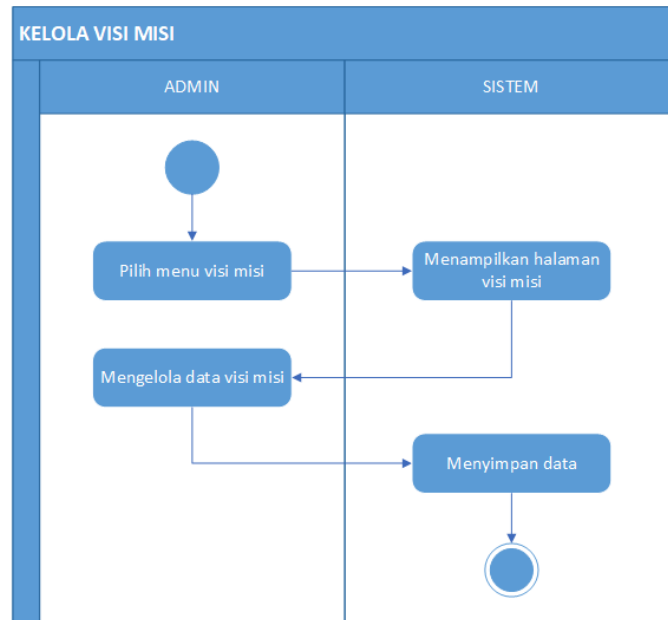 KELOLA VISI MISI
ADMIN
SISTEM
Pilih menu visi misi
Menampilkan halaman
visi misi
Mengelola data visi misi
Menyimpan data